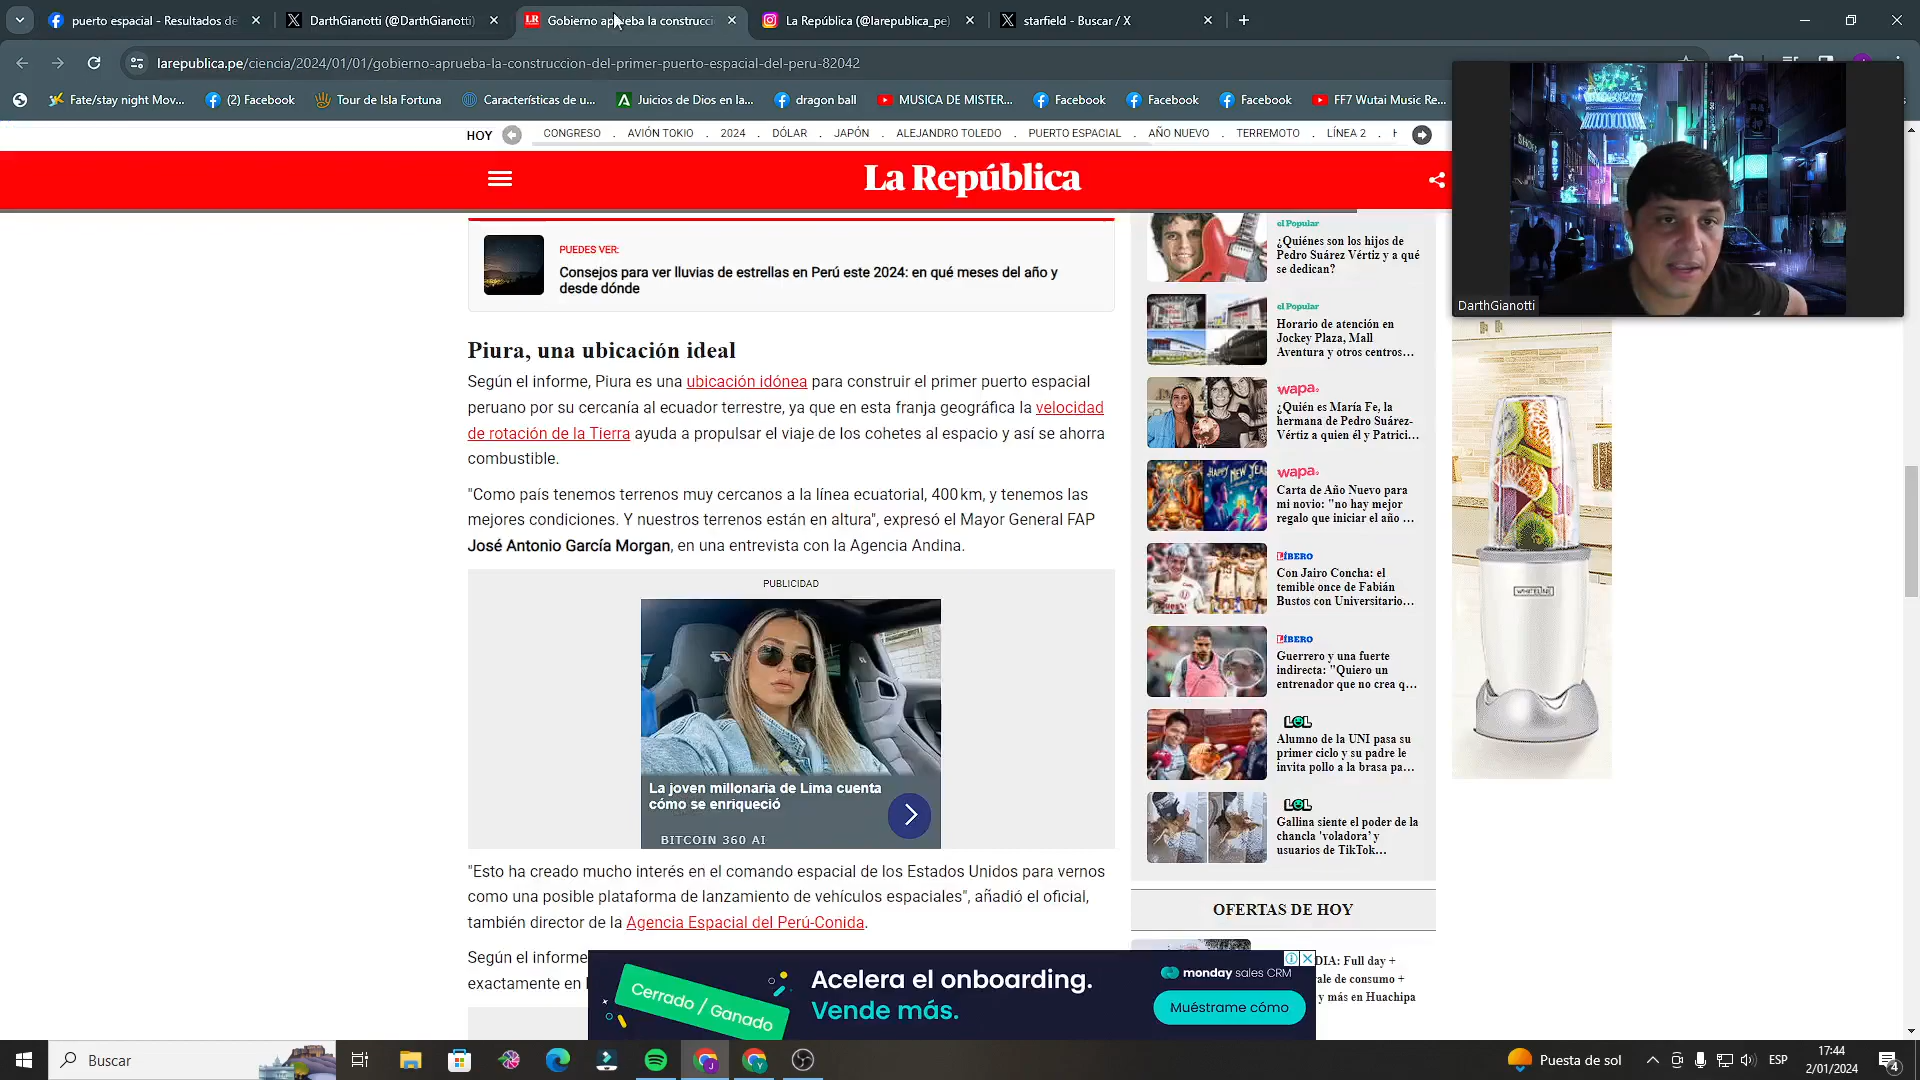 puerto espacial - Resultados de
DarthGianotti (@DarthGianotti)
Gobierno aprueba la construcci
La República (@larepublica_pe)
starfield - Buscar / X
larepublica.pe/ciencia/2024/01/01/gobierno-aprueba-la-construccion-del-primer-puerto-espacial-del-peru-82042
Fate/stay night Mov...
(2) Facebook
Tour de Isla Fortuna
Características de u...
Juicios de Dios en la...
dragon ball
MUSICA DE MISTER...
Facebook
Facebook
Facebook
FF7 Wutai Music Re...
HOY
CONGRESO . AVIÓN TOKIO . 2024 . DÓLAR . JAPÓN . ALEJANDRO TOLEDO . PUERTO ESPACIAL . AÑO NUEVO . TERREMOTO . LÍNEA 2 .
La República
DarthGianotti
PUEDES VER:
Consejos para ver lluvias de estrellas en Perú este 2024: en qué meses del año y
desde dónde
Piura, una ubicación ideal
Según el informe, Piura es una ubicación idónea para construir el primer puerto espacial
peruano por su cercanía al ecuador terrestre, ya que en esta franja geográfica la velocidad
de rotación de la Tierra ayuda a propulsar el viaje de los cohetes al espacio y así se ahorra
combustible.
"Como país tenemos terrenos muy cercanos a la línea ecuatorial, 400 km, y tenemos las
mejores condiciones. Y nuestros terrenos están en altura", expresó el Mayor General FAP
José Antonio García Morgan, en una entrevista con la Agencia Andina.
PUBLICIDAD
La joven millonaria de Lima cuenta
cómo se enriqueció
BITCOIN 360 AI
"Esto ha creado mucho interés en el comando espacial de los Estados Unidos para vernos
como una posible plataforma de lanzamiento de vehículos espaciales", añadió el oficial,
también director de la Agencia Espacial del Perú-Conida.
Según el informe
exactamente en
el Popular
¿Quiénes son los hijos de
Pedro Suárez Vértiz y a qué
se dedican?
el Popular
Horario de atención en
Jockey Plaza, Mall
Aventura y otros centros...
wapa.
¿Quién es María Fe, la
hermana de Pedro Suárez-
Vértiz a quien él y Patrici...
wapa.
Carta de Año Nuevo para
mi novio: "no hay mejor
regalo que iniciar el año ...
LÍBERO
Con Jairo Concha: el
temible once de Fabián
Bustos con Universitario...
LÍBERO
Guerrero y una fuerte
indirecta: "Quiero un
entrenador que no crea q...
LOL
Alumno de la UNI pasa su
primer ciclo y su padre le
invita pollo a la brasa pa...
LOL
Gallina siente el poder de la
chancla 'voladora' y
usuarios de TikTok...
OFERTAS DE HOY
DIA: Full day +
ale de consumo +
y más en Huachipa
WHITELINE
Cerrado / Ganado
Acelera el onboarding.
Vende más.
monday sales CRM
Muéstrame cómo
Buscar
Puesta de sol
ESP
17:44
2/01/2024
4